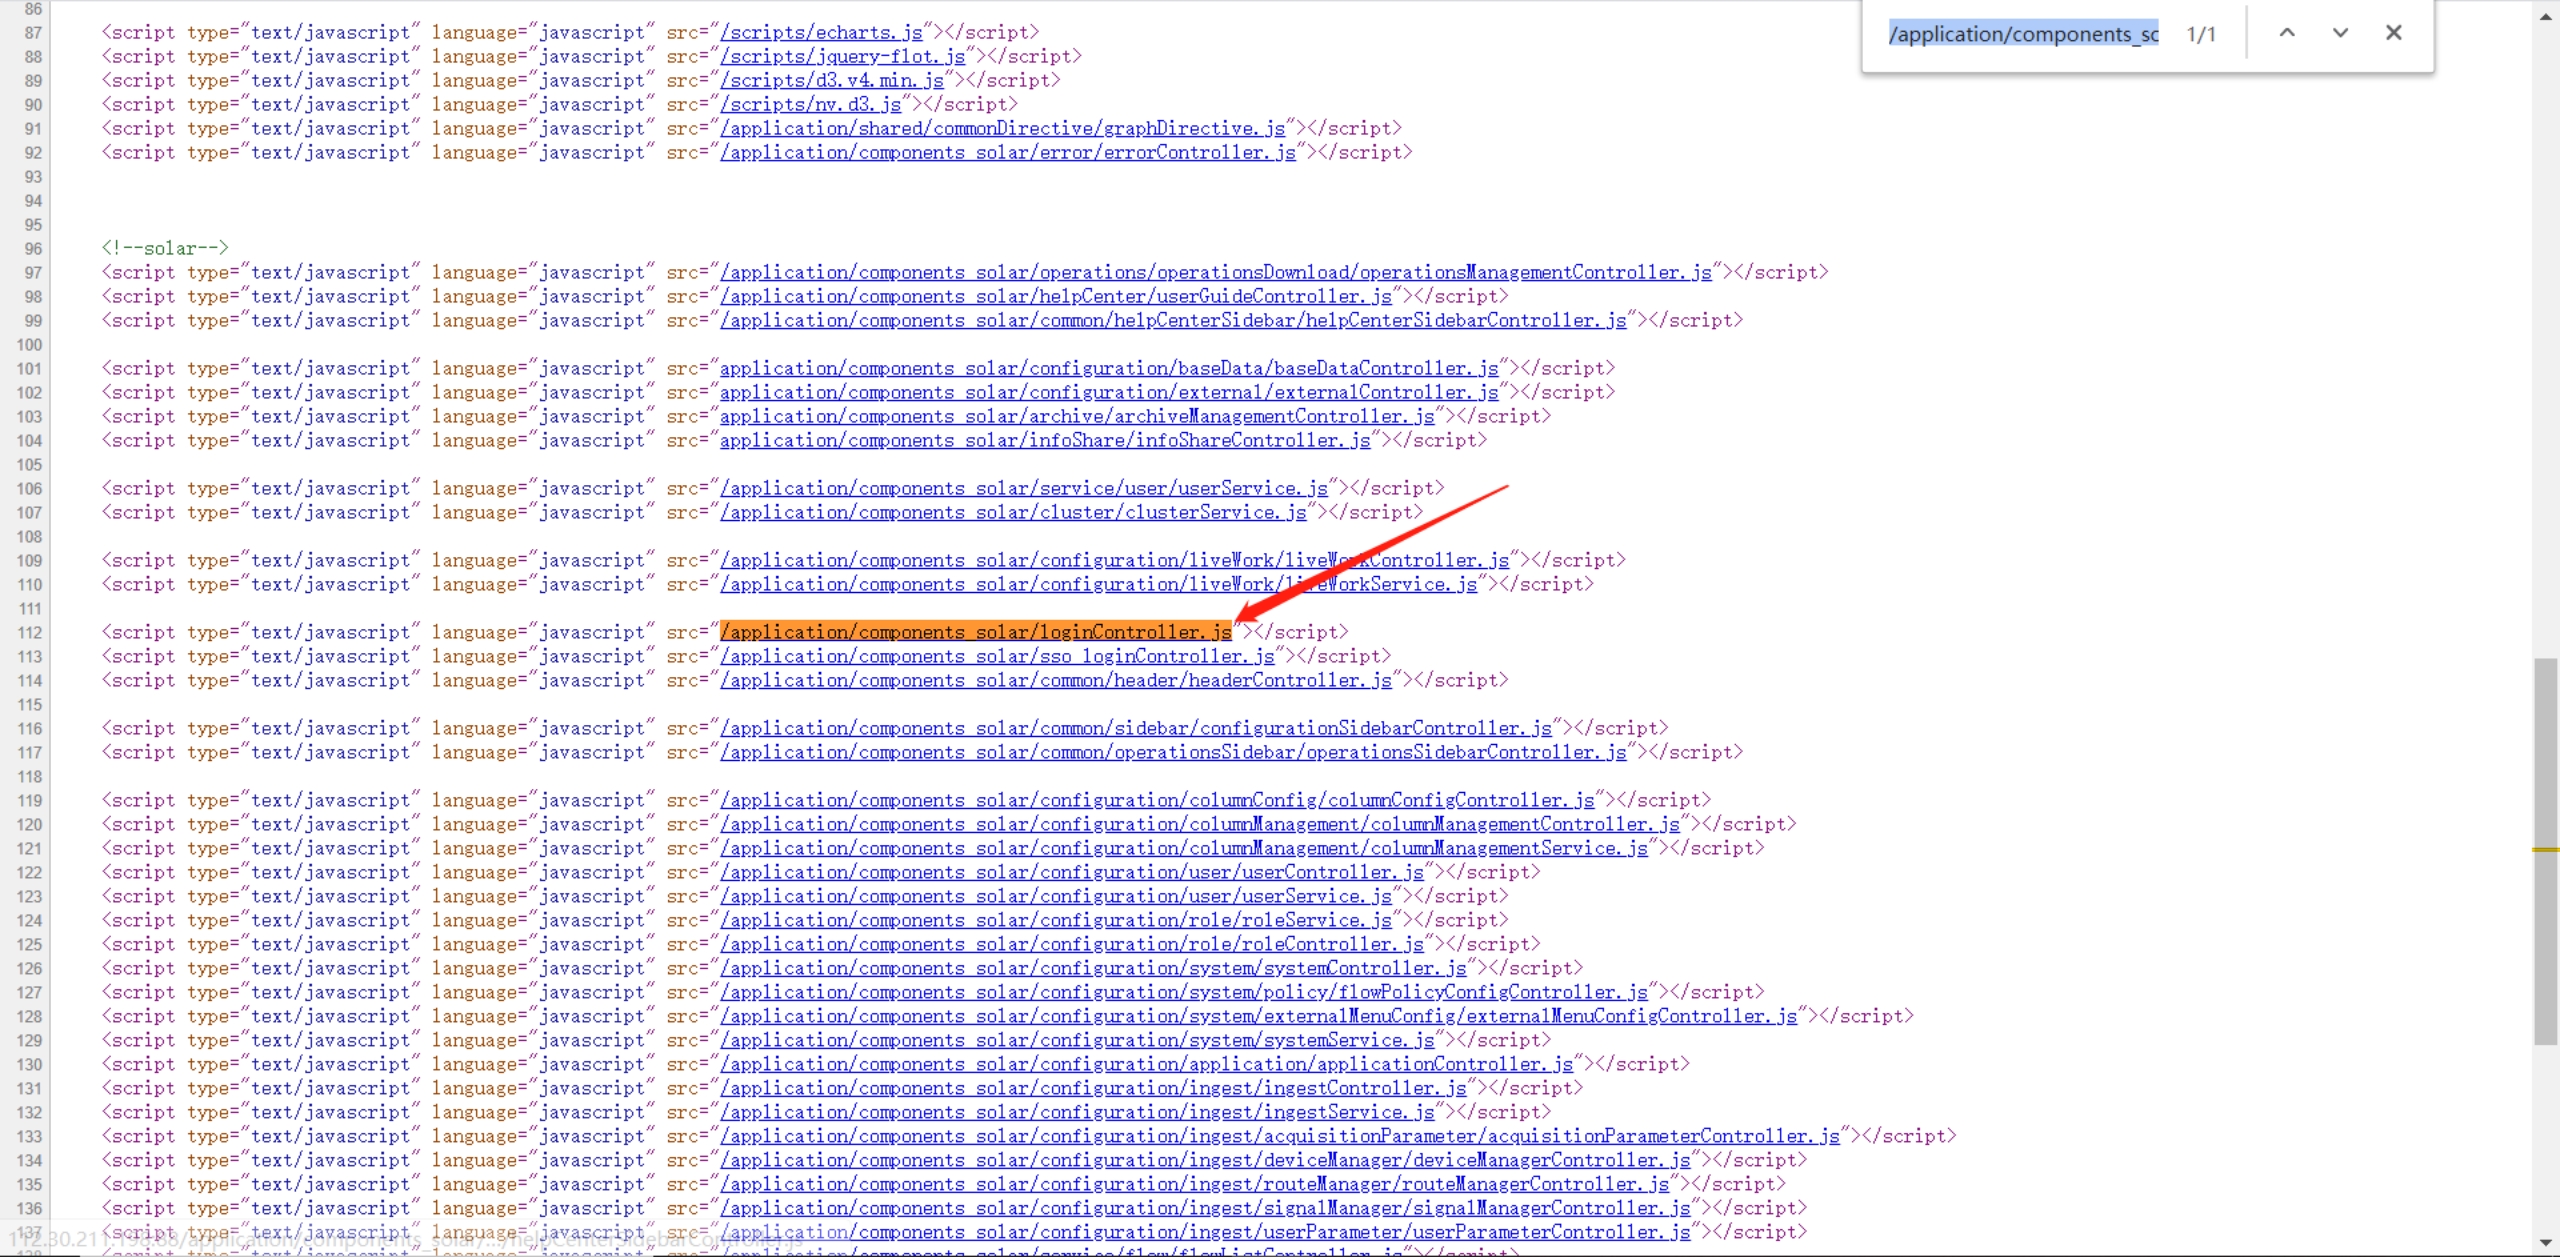 /application/components_sc 1/1
86
87 <script type="text/javascript" language="javascript" src="/scripts/echarts.js"></script>
88 <script type="text/javascript" language="javascript" src="/scripts/jquery-flot.js"></script>
89 <script type="text/javascript" language="javascript" src="/scripts/d3.v4.min.js"></script>
90 <script type="text/javascript" language="javascript" src="/scripts/nv.d3.js"></script>
91 <script type="text/javascript" language="javascript" src="/application/shared/commonDirective/graphDirective.js"></script>
92 <script type="text/javascript" language="javascript" src="/application/components_solar/error/errorController.js"></script>
93
94
95
96 <!--solar-->
97 <script type="text/javascript" language="javascript" src="/application/components_solar/operations/operationsDownload/operationsManagementController.js"></script>
98 <script type="text/javascript" language="javascript" src="/application/components_solar/helpCenter/userGuideController.js"></script>
99 <script type="text/javascript" language="javascript" src="/application/components_solar/common/helpCenterSidebar/helpCenterSidebarController.js"></script>
100
101 <script type="text/javascript" language="javascript" src="application/components_solar/configuration/baseData/baseDataController.js"></script>
102 <script type="text/javascript" language="javascript" src="application/components_solar/configuration/external/externalController.js"></script>
103 <script type="text/javascript" language="javascript" src="application/components_solar/archive/archiveManagementController.js"></script>
104 <script type="text/javascript" language="javascript" src="application/components_solar/infoShare/infoShareController.js"></script>
105
106 <script type="text/javascript" language="javascript" src="/application/components_solar/service/user/userService.js"></script>
107 <script type="text/javascript" language="javascript" src="/application/components_solar/cluster/clusterService.js"></script>
108
109 <script type="text/javascript" language="javascript" src="/application/components_solar/configuration/liveWork/liveWorkController.js"></script>
110 <script type="text/javascript" language="javascript" src="/application/components_solar/configuration/liveWork/liveWorkService.js"></script>
111
112 <script type="text/javascript" language="javascript" src="/application/components_solar/loginController.js"></script>
113 <script type="text/javascript" language="javascript" src="/application/components_solar/sso_loginController.js"></script>
114 <script type="text/javascript" language="javascript" src="/application/components_solar/common/header/headerController.js"></script>
115
116 <script type="text/javascript" language="javascript" src="/application/components_solar/common/sidebar/configurationSidebarController.js"></script>
117 <script type="text/javascript" language="javascript" src="/application/components_solar/common/operationsSidebar/operationsSidebarController.js"></script>
118
119 <script type="text/javascript" language="javascript" src="/application/components_solar/configuration/columnConfig/columnConfigController.js"></script>
120 <script type="text/javascript" language="javascript" src="/application/components_solar/configuration/columnManagement/columnManagementController.js"></script>
121 <script type="text/javascript" language="javascript" src="/application/components_solar/configuration/columnManagement/columnManagementService.js"></script>
122 <script type="text/javascript" language="javascript" src="/application/components_solar/configuration/user/userController.js"></script>
123 <script type="text/javascript" language="javascript" src="/application/components_solar/configuration/user/userService.js"></script>
124 <script type="text/javascript" language="javascript" src="/application/components_solar/configuration/role/roleService.js"></script>
125 <script type="text/javascript" language="javascript" src="/application/components_solar/configuration/role/roleController.js"></script>
126 <script type="text/javascript" language="javascript" src="/application/components_solar/configuration/system/systemController.js"></script>
127 <script type="text/javascript" language="javascript" src="/application/components_solar/configuration/system/policy/flowPolicyConfigController.js"></script>
128 <script type="text/javascript" language="javascript" src="/application/components_solar/configuration/system/externalMenuConfig/externalMenuConfigController.js"></script>
129 <script type="text/javascript" language="javascript" src="/application/components_solar/configuration/system/systemService.js"></script>
130 <script type="text/javascript" language="javascript" src="/application/components_solar/configuration/application/applicationController.js"></script>
131 <script type="text/javascript" language="javascript" src="/application/components_solar/configuration/ingest/ingestController.js"></script>
132 <script type="text/javascript" language="javascript" src="/application/components_solar/configuration/ingest/ingestService.js"></script>
133 <script type="text/javascript" language="javascript" src="/application/components_solar/configuration/ingest/acquisitionParameter/acquisitionParameterController.js"></script>
134 <script type="text/javascript" language="javascript" src="/application/components_solar/configuration/ingest/deviceManager/deviceManagerController.js"></script>
135 <script type="text/javascript" language="javascript" src="/application/components_solar/configuration/ingest/routeManager/routeManagerController.js"></script>
136 <script type="text/javascript" language="javascript" src="/application/components_solar/configuration/ingest/signalManager/signalManagerController.js"></script>
137 <script type="text/javascript" language="javascript" src="/application/components_solar/configuration/ingest/userParameter/userParameterController.js"></script>